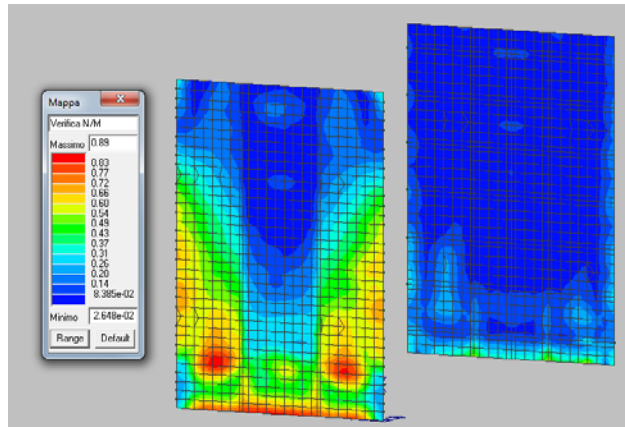 Mappa
Verifica N/M
Massimo 0.89
0.83
0.77
0.72
0.66
0.60
0.54
0.49
0.43
0.37
0.31
0.26
0.20
0.14
8.385e-02
Minimo 2.648e-02
Range Default